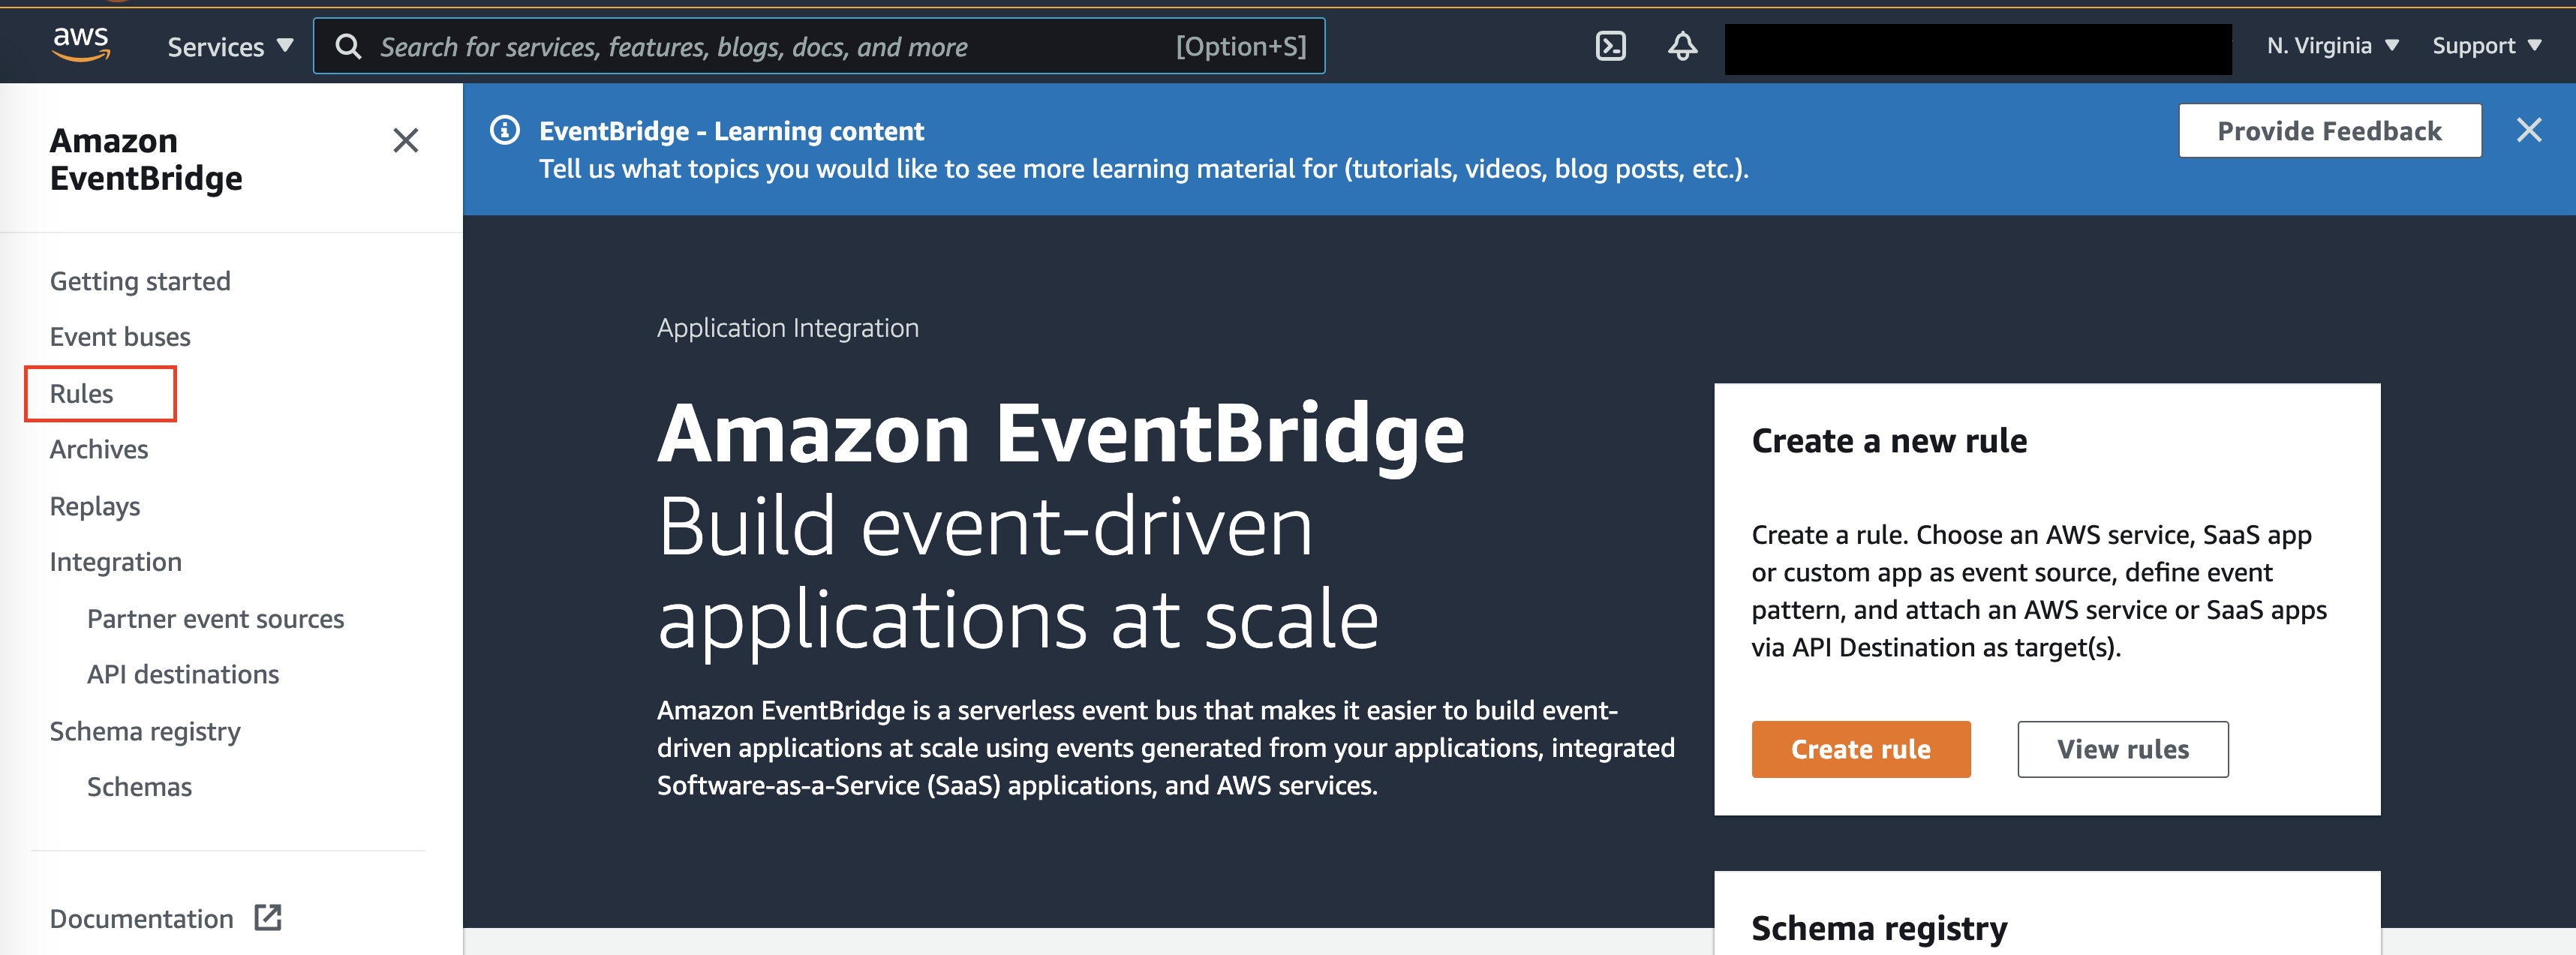 aws
Services
Search for services, features, blogs, docs, and more
[Option+S]
N. Virginia
Support
Amazon
EventBridge
Getting started
Event buses
Rules
Archives
Replays
Integration
Partner event sources
API destinations
Schema registry
Schemas
Documentation
EventBridge - Learning content
Tell us what topics you would like to see more learning material for (tutorials, videos, blog posts, etc.).
Provide Feedback
Application Integration
Amazon EventBridge
Build event-driven
applications at scale
Amazon EventBridge is a serverless event bus that makes it easier to build event-
driven applications at scale using events generated from your applications, integrated
Software-as-a-Service (SaaS) applications, and AWS services.
Create a new rule
Create a rule. Choose an AWS service, SaaS app
or custom app as event source, define event
pattern, and attach an AWS service or SaaS apps
via API Destination as target(s).
Create rule
View rules
Schema registry